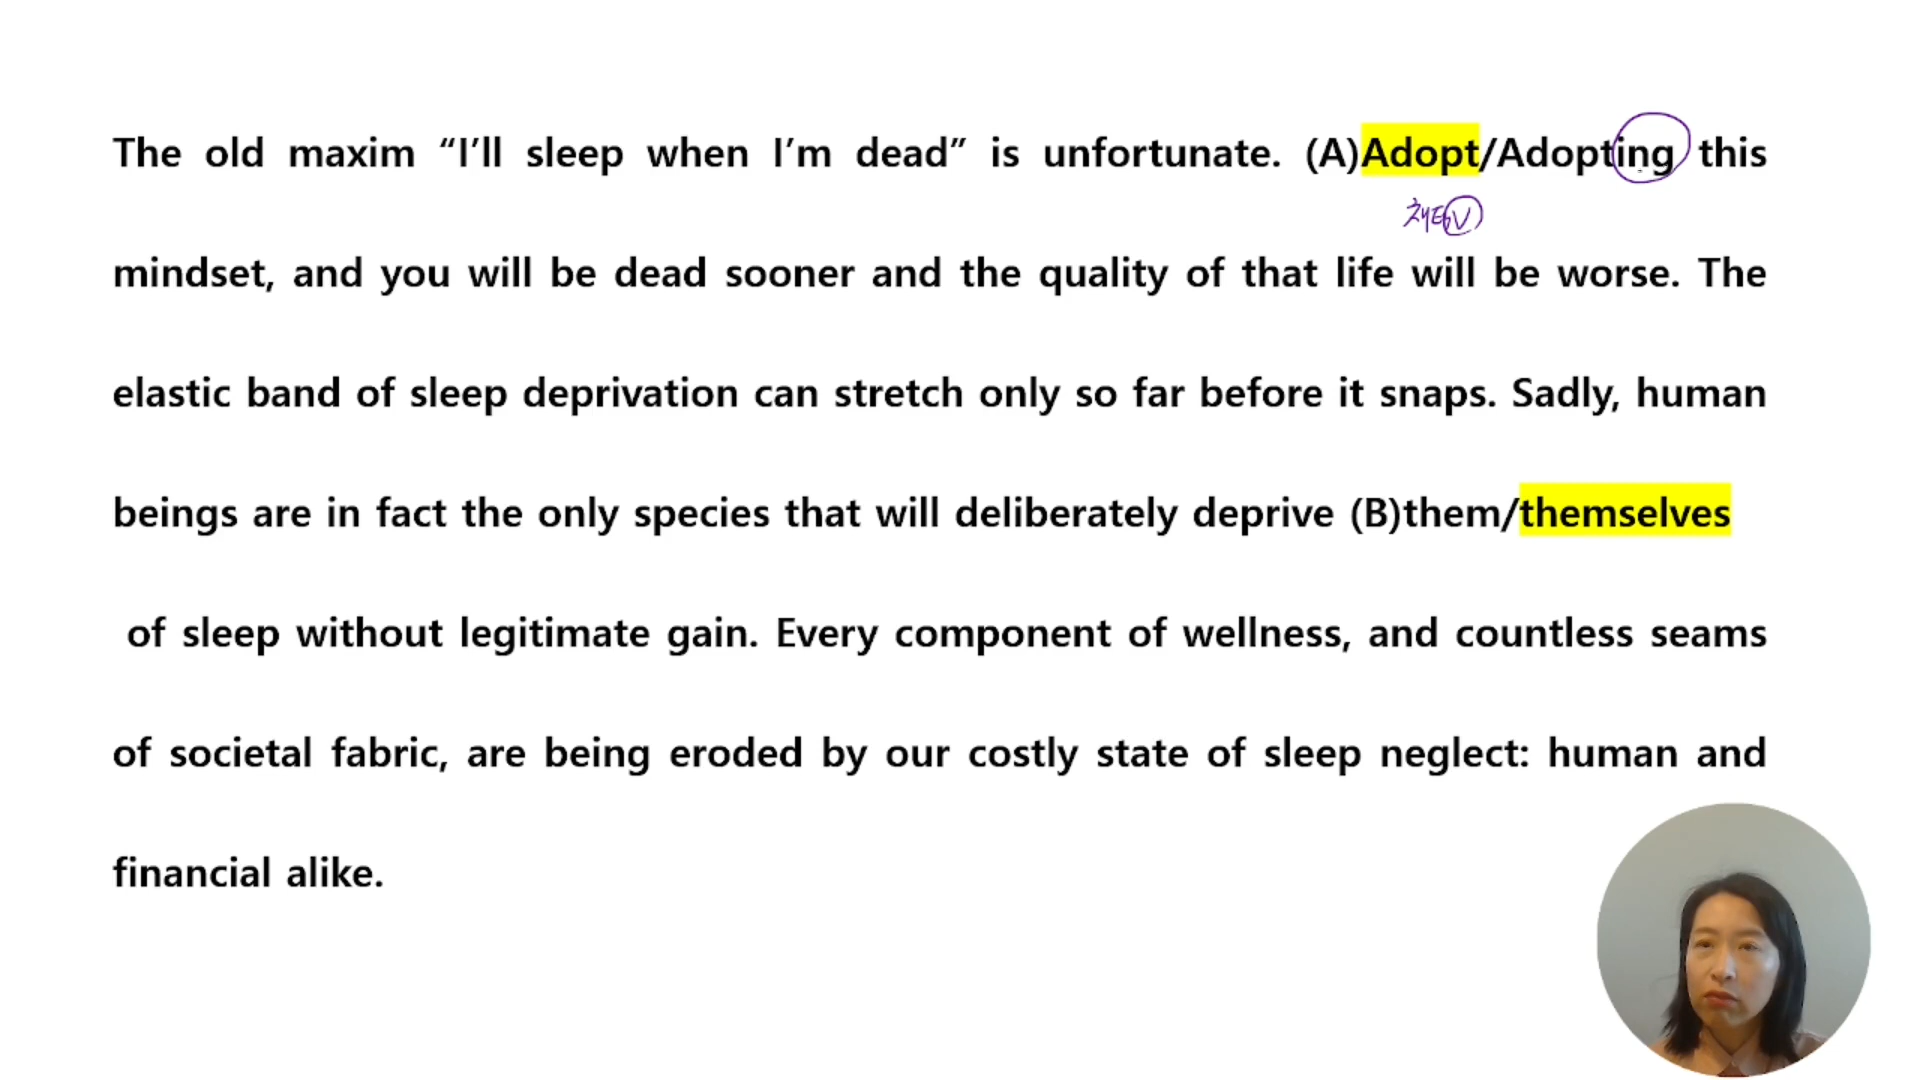 The old maxim “I’ll sleep when I’m dead” is unfortunate. (A)Adopt/Adopting this
채택V
mindset, and you will be dead sooner and the quality of that life will be worse. The
elastic band of sleep deprivation can stretch only so far before it snaps. Sadly, human
beings are in fact the only species that will deliberately deprive (B)them/themselves
of sleep without legitimate gain. Every component of wellness, and countless seams
of societal fabric, are being eroded by our costly state of sleep neglect: human and
financial alike.